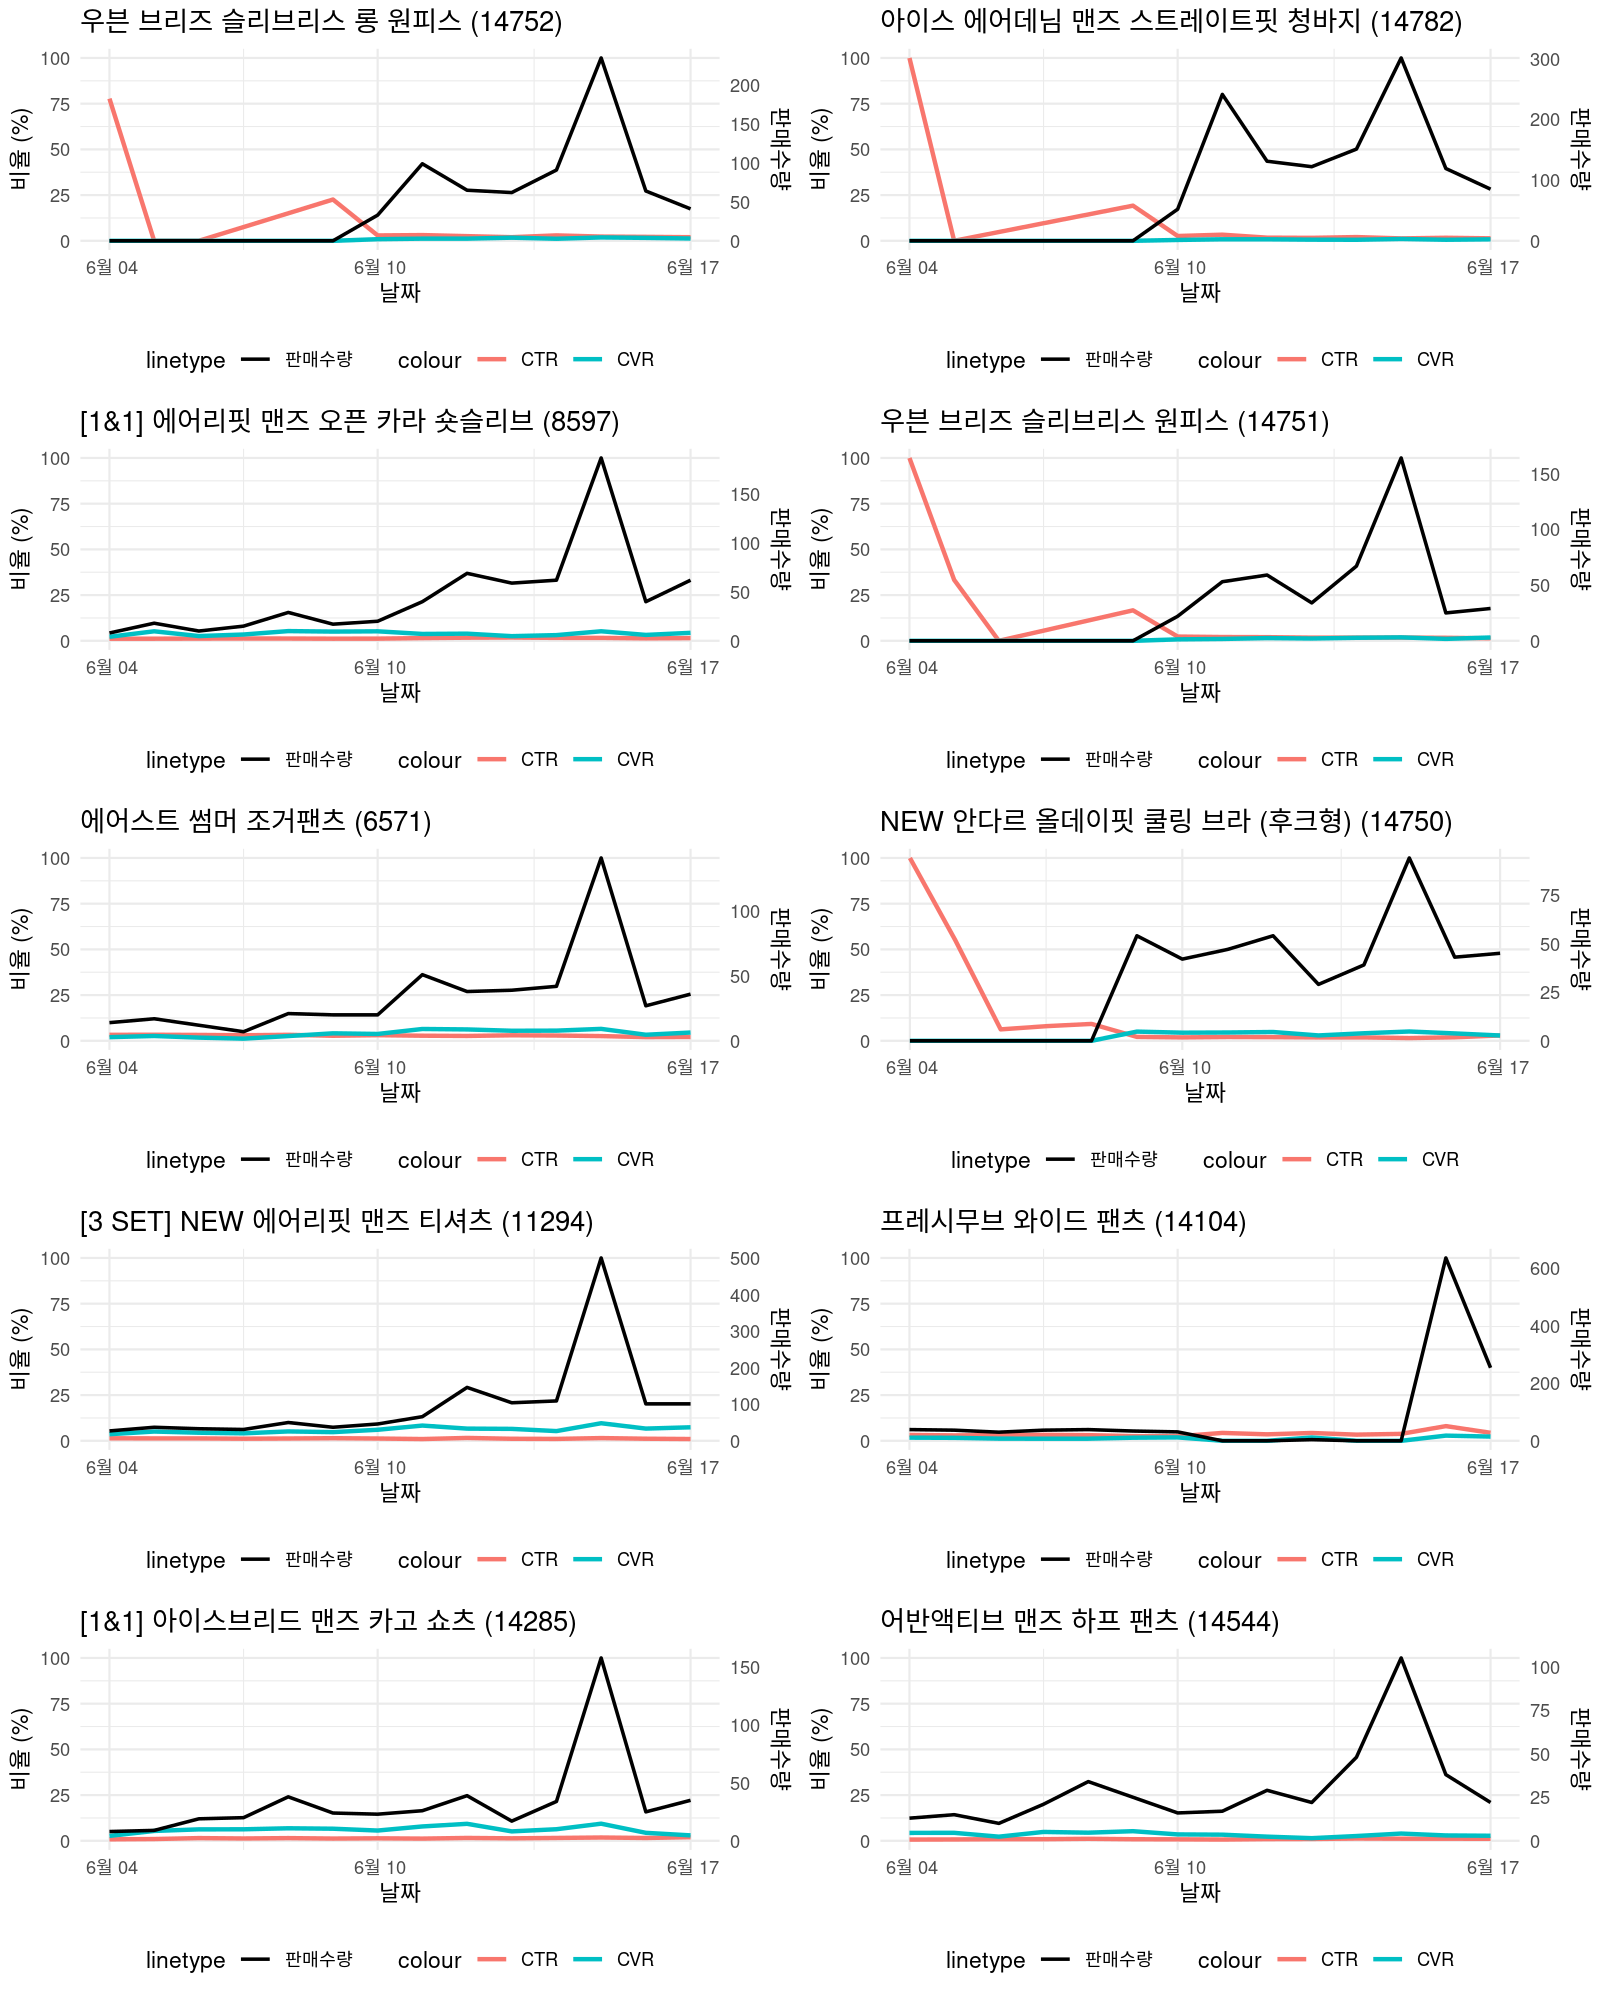 우븐 브리즈 슬리브리스 롱 원피스 (14752)
100
75
50
25
0
비율 (%)
200
150
100
50
0
판매수량
6월 04
6월 10
6월 17
날짜
linetype 판매수량 colour CTR CVR
아이스 에어데님 맨즈 스트레이트핏 청바지 (14782)
100
75
50
25
0
비율 (%)
300
200
100
0
판매수량
6월 04
6월 10
6월 17
날짜
linetype 판매수량 colour CTR CVR
[1&1] 에어리핏 맨즈 오픈 카라 숏슬리브 (8597)
100
75
50
25
0
비율 (%)
150
100
50
0
판매수량
6월 04
6월 10
6월 17
날짜
linetype 판매수량 colour CTR CVR
우븐 브리즈 슬리브리스 원피스 (14751)
100
75
50
25
0
비율 (%)
150
100
50
0
판매수량
6월 04
6월 10
6월 17
날짜
linetype 판매수량 colour CTR CVR
에어스트 썸머 조거팬츠 (6571)
100
75
50
25
0
비율 (%)
100
50
0
판매수량
6월 04
6월 10
6월 17
날짜
linetype 판매수량 colour CTR CVR
NEW 안다르 올데이핏 쿨링 브라 (후크형) (14750)
100
75
50
25
0
비율 (%)
75
50
25
0
판매수량
6월 04
6월 10
6월 17
날짜
linetype 판매수량 colour CTR CVR
[3 SET] NEW 에어리핏 맨즈 티셔츠 (11294)
100
75
50
25
0
비율 (%)
500
400
300
200
100
0
판매수량
6월 04
6월 10
6월 17
날짜
linetype 판매수량 colour CTR CVR
프레시무브 와이드 팬츠 (14104)
100
75
50
25
0
비율 (%)
600
400
200
0
판매수량
6월 04
6월 10
6월 17
날짜
linetype 판매수량 colour CTR CVR
[1&1] 아이스브리드 맨즈 카고 쇼츠 (14285)
100
75
50
25
0
비율 (%)
150
100
50
0
판매수량
6월 04
6월 10
6월 17
날짜
linetype 판매수량 colour CTR CVR
어반액티브 맨즈 하프 팬츠 (14544)
100
75
50
25
0
비율 (%)
100
75
50
25
0
판매수량
6월 04
6월 10
6월 17
날짜
linetype 판매수량 colour CTR CVR